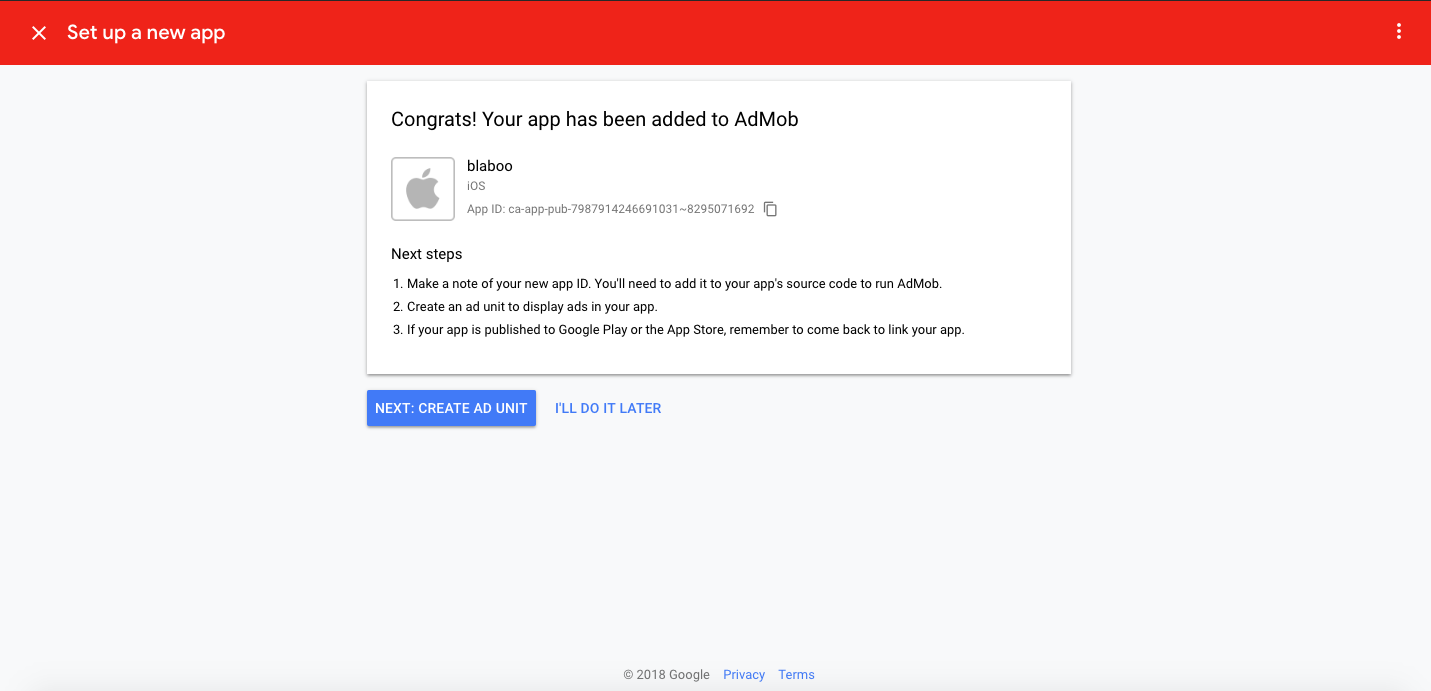 Set up a new app
Congrats! Your app has been added to AdMob
blaboo
iOS
App ID: ca-app-pub-7987914246691031~8295071692
Next steps
1. Make a note of your new app ID. You'll need to add it to your app's source code to run AdMob.
2. Create an ad unit to display ads in your app.
3. If your app is published to Google Play or the App Store, remember to come back to link your app.
NEXT: CREATE AD UNIT I'LL DO IT LATER
© 2018 Google Privacy Terms